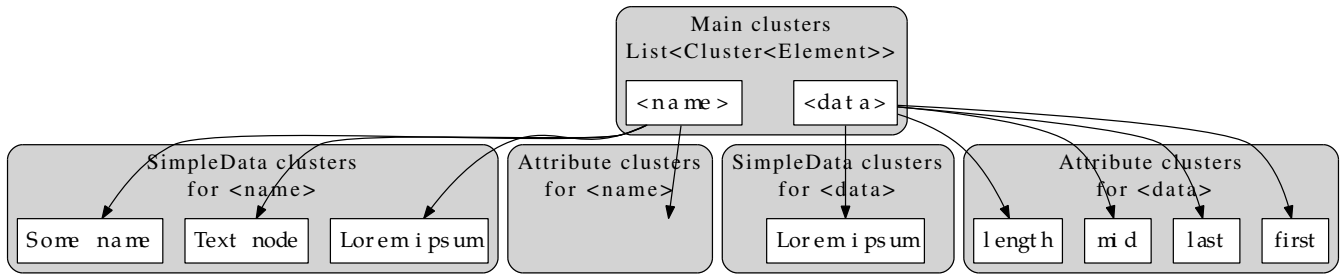 Main clusters
List<Cluster<Element>>
<name>
<data>
SimpleData clusters
for <name>
Attribute clusters
for <name>
SimpleData clusters
for <data>
Attribute clusters
for <data>
Some name
Text node
Lorem ipsum
Lorem ipsum
length
mid
last
first